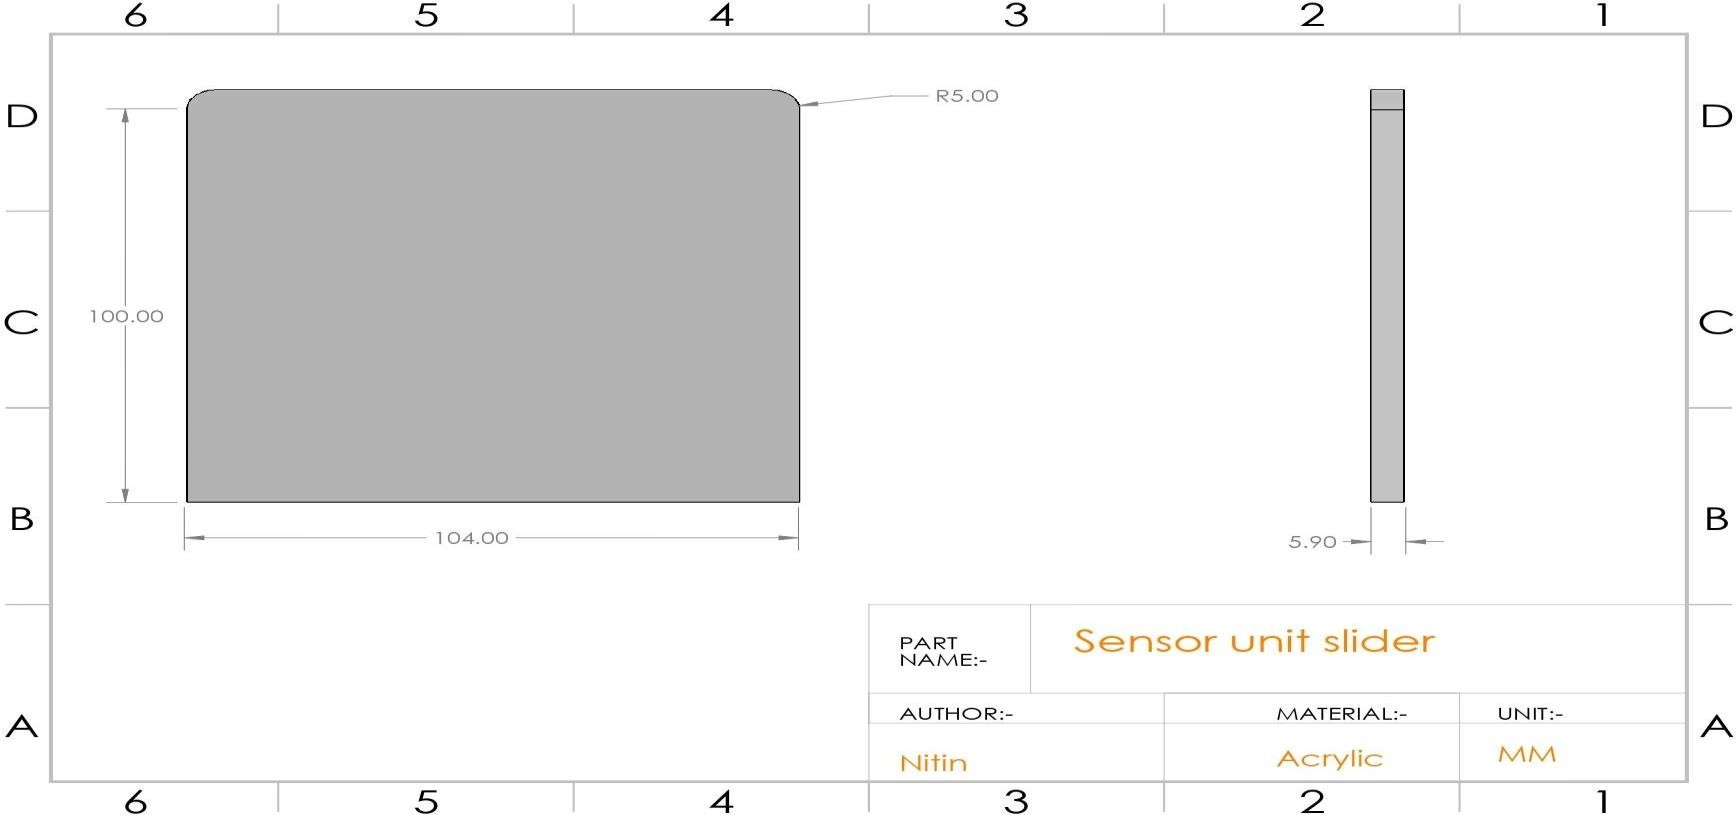 6 5 4 3 2 1
D D
R5.00
100.00
C C
B B
104.00
5.90
PART
NAME:-
Sensor unit slider
AUTHOR:- MATERIAL:- UNIT:-
A A
Nitin Acrylic MM
6 5 4 3 2 1